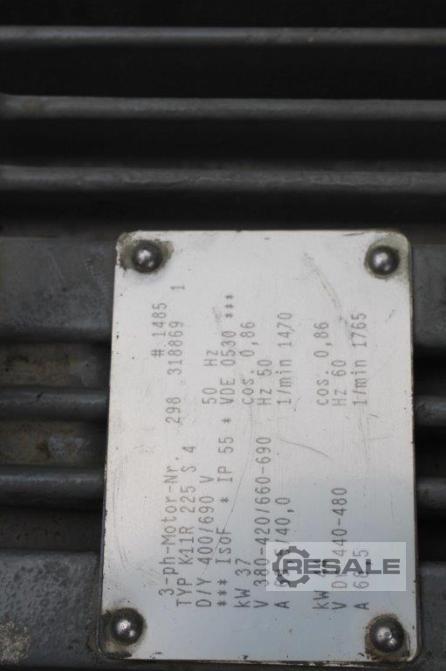 # .1485
3-ph-Motor-Nr. 298 318869 1
TYP K11R 225 S 4
D/Y 400/690 V 50 Hz
*** IsoF * IP 55 * VDE 0530 ***
kW 37 cos. 0,86
V 380-420/660-690 Hz 50
A 1/min 1470
kW cos. 0,86
V 440-480 Hz 60
A 1/min 1765
RESALE